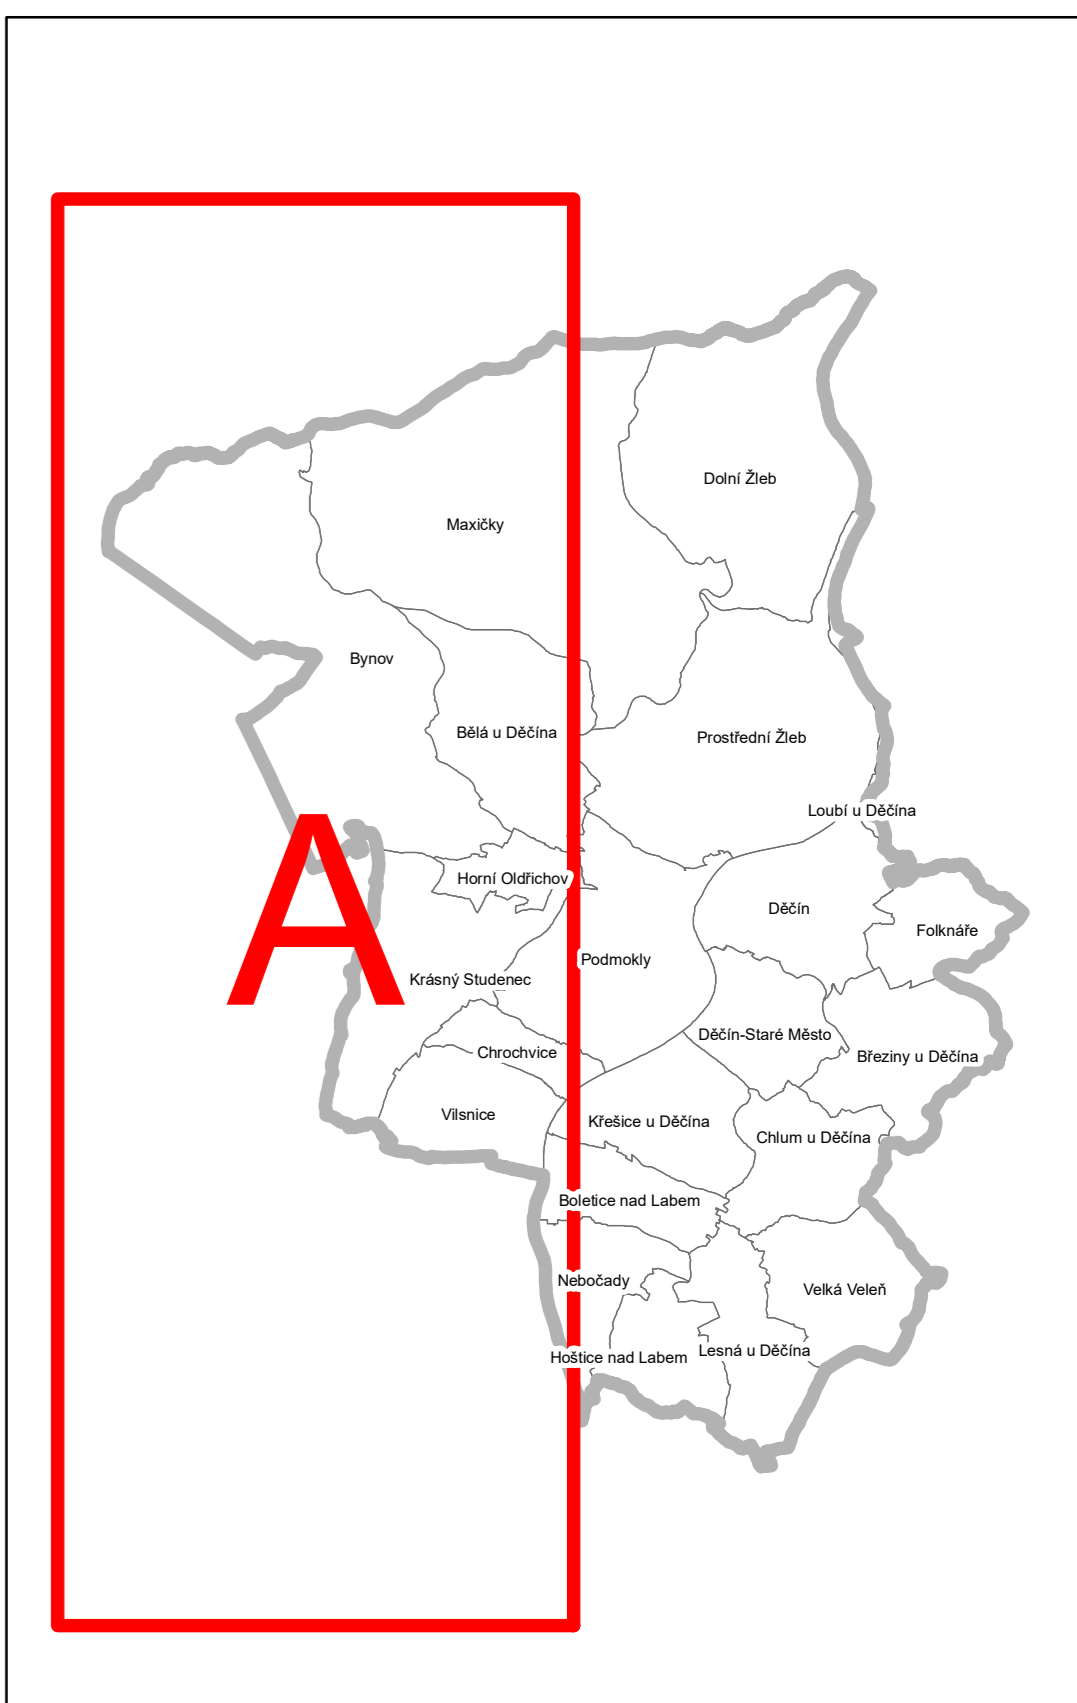 Dolní Žleb
Maxičky
Bynov
Bělá u Děčína
Prostřední Žleb
Loubí u Děčína
A
Horní Oldřichov
Děčín
Folknáře
Podmokly
Krásný Studenec
Děčín-Staré Město
Chrochvice
Březiny u Děčína
Vilsnice
Křešice u Děčína
Chlum u Děčína
Boletice nad Labem
Nebočady
Velká Veleň
Hoštice nad Labem
Lesná u Děčína